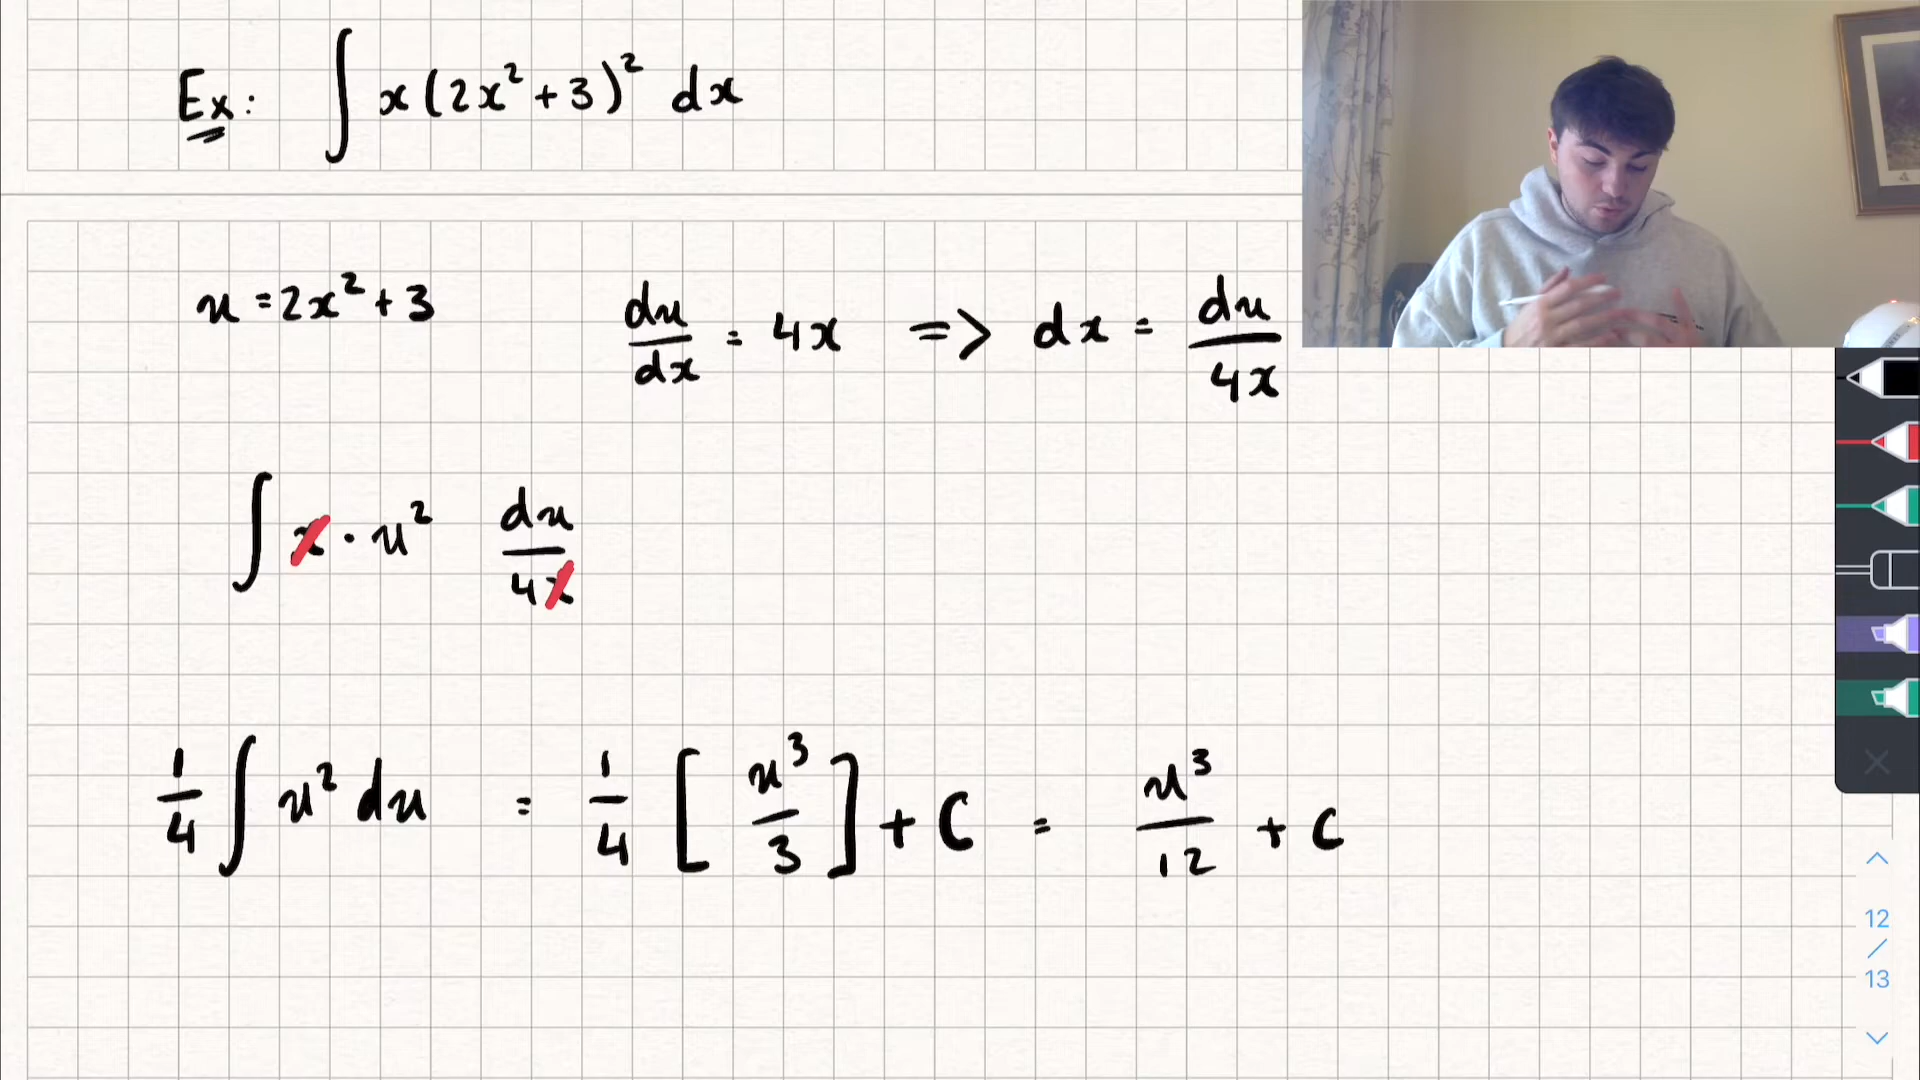 Ex: ∫ x(2x² + 3)² dx
u = 2x² + 3    du/dx = 4x => dx = du/4x
∫ x · u² du/4x
1/4 ∫ u² du = 1/4 [u³/3] + C = u³/12 + C
12
/
13